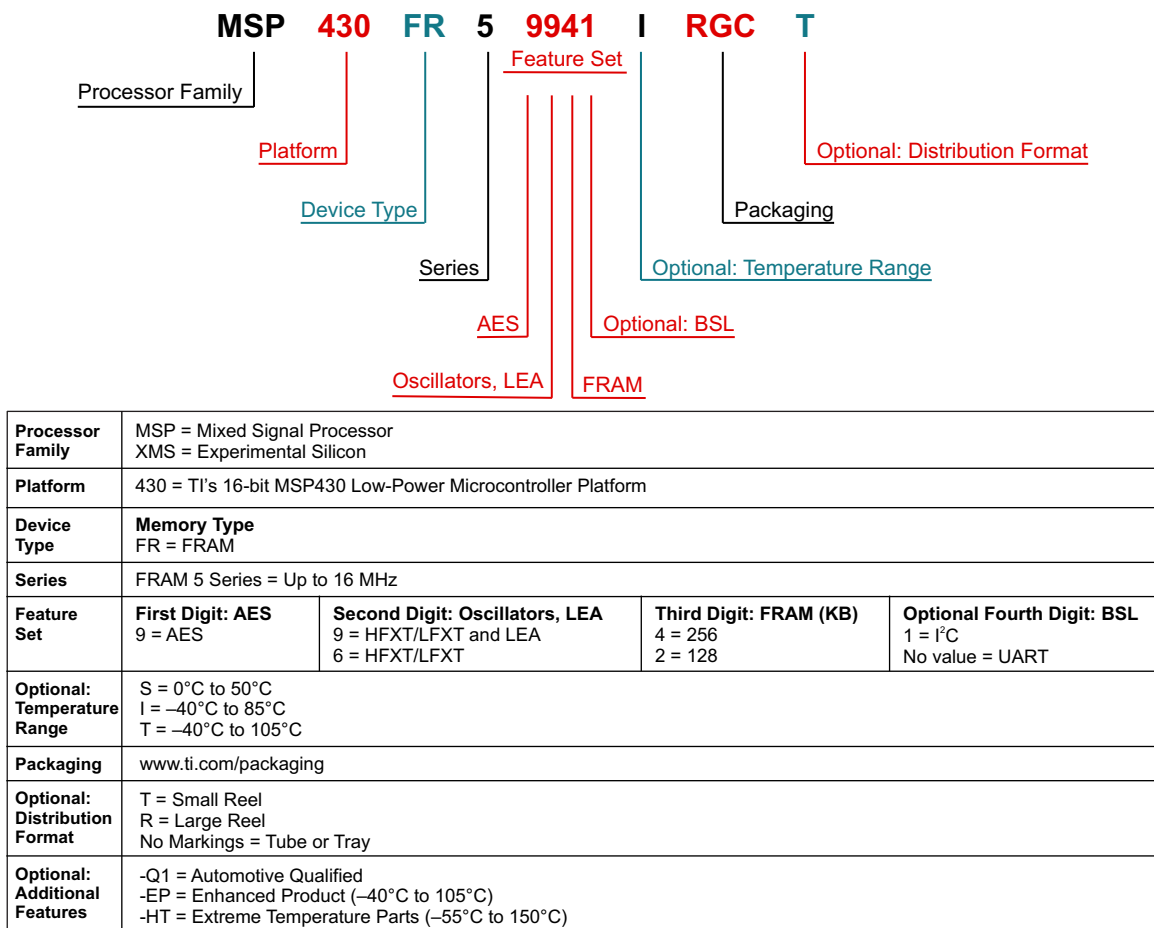 MSP 430 FR 5 9941 I RGC T
Feature Set
Processor Family
Platform
Optional: Distribution Format
Device Type
Packaging
Series
Optional: Temperature Range
AES
Optional: BSL
Oscillators, LEA
FRAM
Processor Family
MSP = Mixed Signal Processor
XMS = Experimental Silicon
Platform
430 = TI's 16-bit MSP430 Low-Power Microcontroller Platform
Device Type
Memory Type
FR = FRAM
Series
FRAM 5 Series = Up to 16 MHz
Feature Set
First Digit: AES
9 = AES
Second Digit: Oscillators, LEA
9 = HFXT/LFXT and LEA
6 = HFXT/LFXT
Third Digit: FRAM (KB)
4 = 256
2 = 128
Optional Fourth Digit: BSL
1 = I²C
No value = UART
Optional: Temperature Range
S = 0°C to 50°C
I = –40°C to 85°C
T = –40°C to 105°C
Packaging
www.ti.com/packaging
Optional: Distribution Format
T = Small Reel
R = Large Reel
No Markings = Tube or Tray
Optional: Additional Features
-Q1 = Automotive Qualified
-EP = Enhanced Product (–40°C to 105°C)
-HT = Extreme Temperature Parts (–55°C to 150°C)